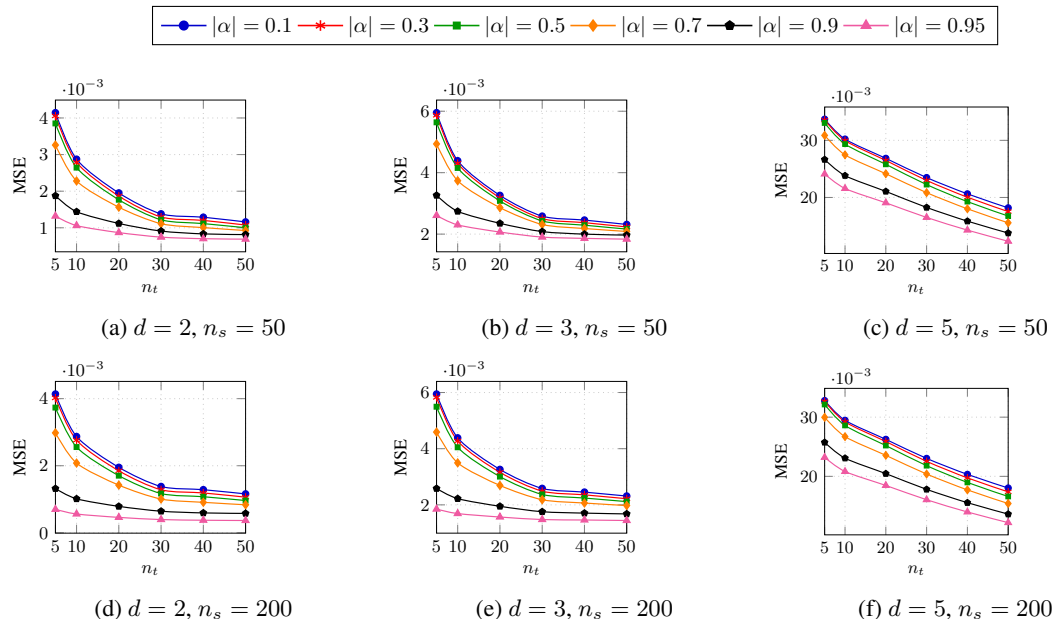 |α| = 0.1 |α| = 0.3 |α| = 0.5 |α| = 0.7 |α| = 0.9 |α| = 0.95
·10⁻³
MSE
4
3
2
1
5 10 20 30 40 50
n_t
(a) d = 2, n_s = 50
·10⁻³
MSE
6
4
2
5 10 20 30 40 50
n_t
(b) d = 3, n_s = 50
·10⁻³
MSE
30
20
5 10 20 30 40 50
n_t
(c) d = 5, n_s = 50
·10⁻³
MSE
4
2
0
5 10 20 30 40 50
n_t
(d) d = 2, n_s = 200
·10⁻³
MSE
6
4
2
5 10 20 30 40 50
n_t
(e) d = 3, n_s = 200
·10⁻³
MSE
30
20
5 10 20 30 40 50
n_t
(f) d = 5, n_s = 200